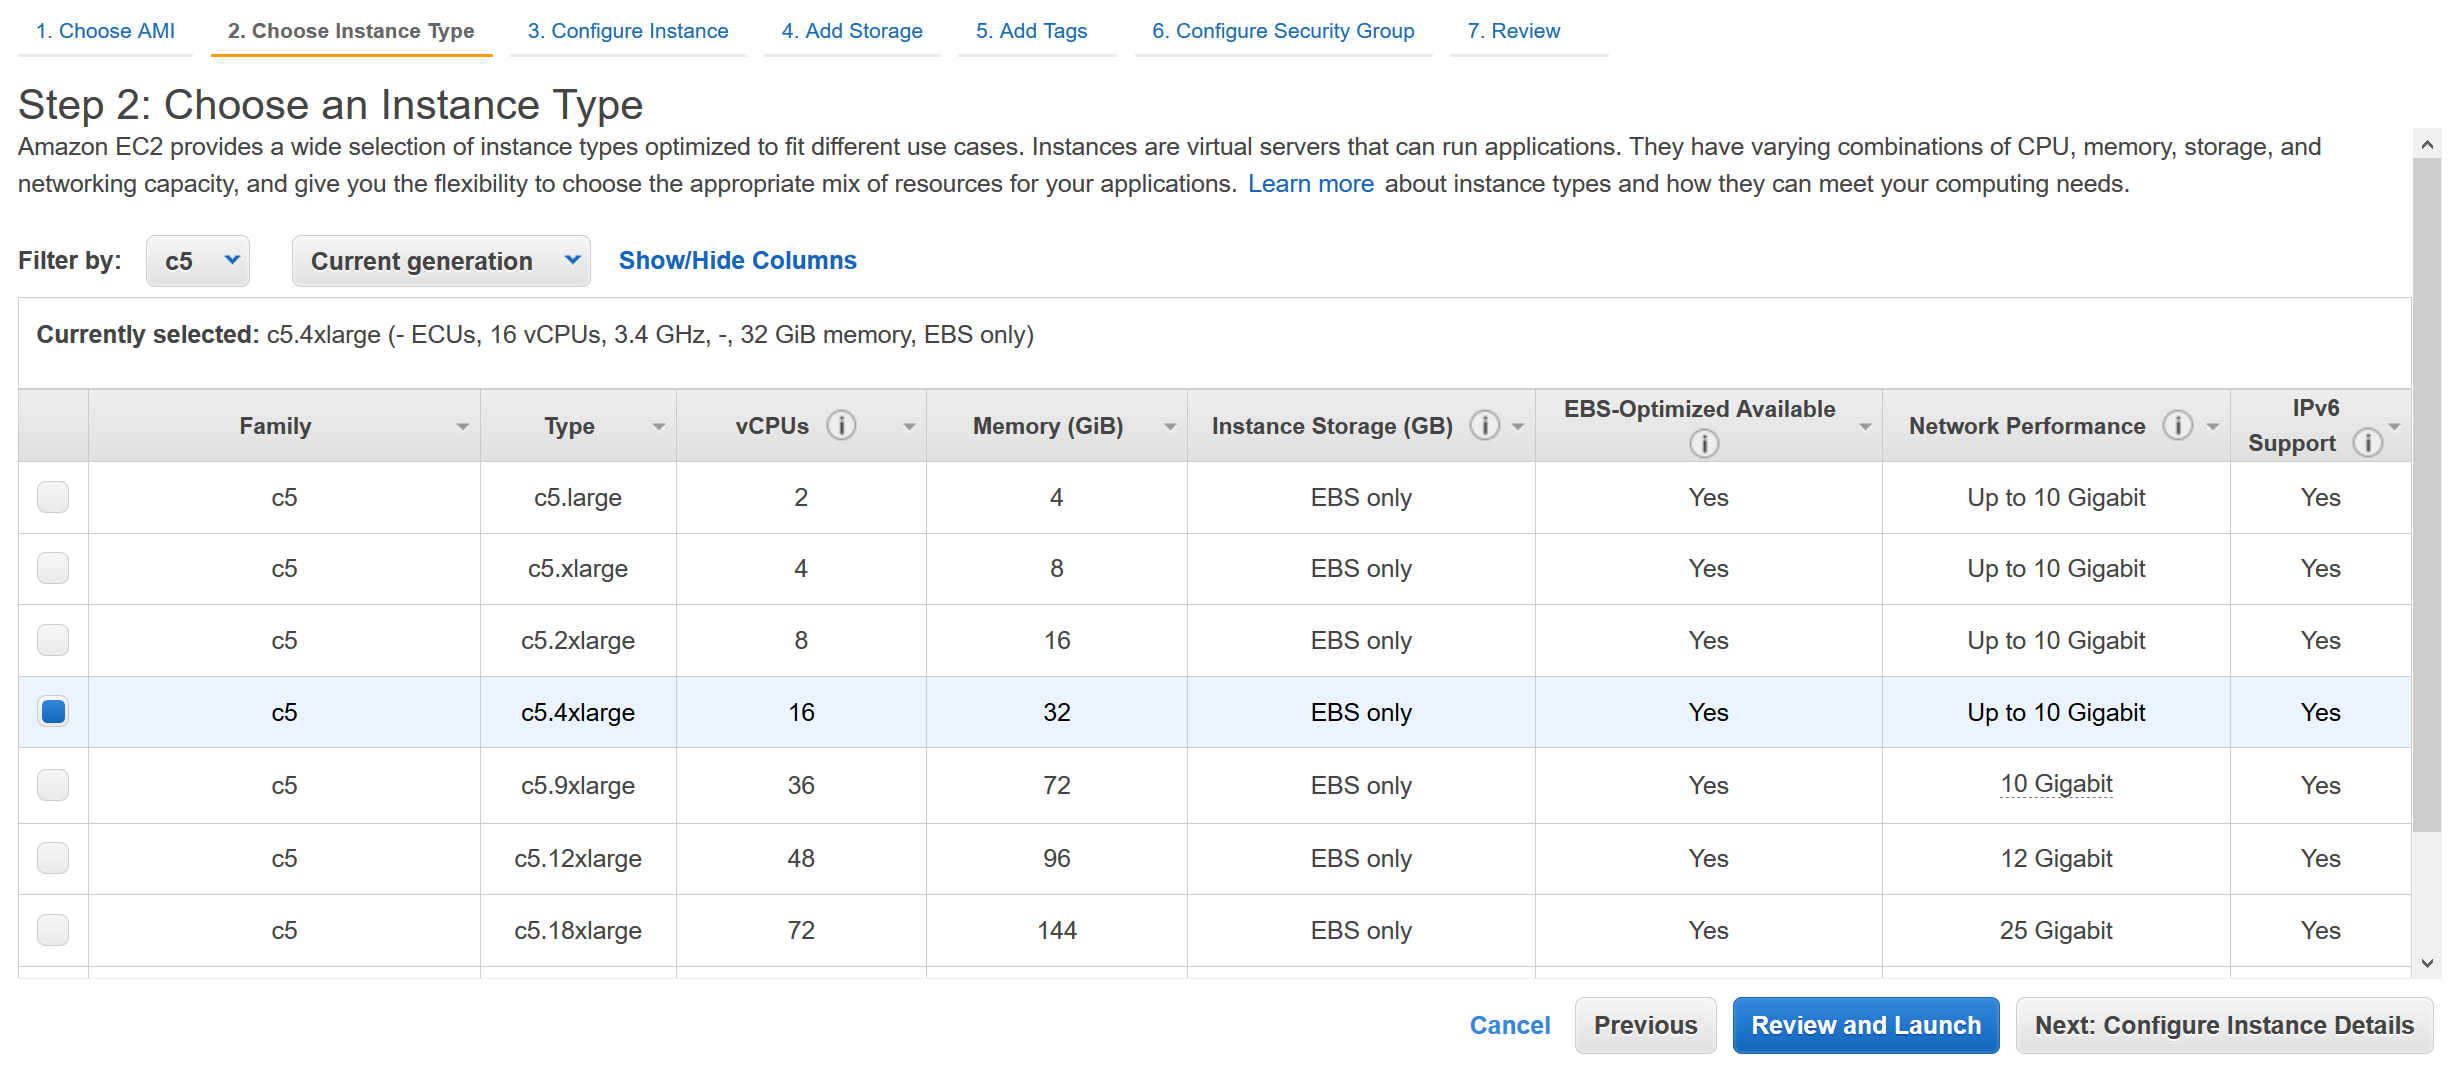 1. Choose AMI 2. Choose Instance Type 3. Configure Instance 4. Add Storage 5. Add Tags 6. Configure Security Group 7. Review
Step 2: Choose an Instance Type
Amazon EC2 provides a wide selection of instance types optimized to fit different use cases. Instances are virtual servers that can run applications. They have varying combinations of CPU, memory, storage, and
networking capacity, and give you the flexibility to choose the appropriate mix of resources for your applications. Learn more about instance types and how they can meet your computing needs.
Filter by: c5 Current generation Show/Hide Columns
Currently selected: c5.4xlarge (- ECUs, 16 vCPUs, 3.4 GHz, -, 32 GiB memory, EBS only)
Family Type vCPUs Memory (GiB) Instance Storage (GB) EBS-Optimized Available Network Performance IPv6 Support
c5 c5.large 2 4 EBS only Yes Up to 10 Gigabit Yes
c5 c5.xlarge 4 8 EBS only Yes Up to 10 Gigabit Yes
c5 c5.2xlarge 8 16 EBS only Yes Up to 10 Gigabit Yes
c5 c5.4xlarge 16 32 EBS only Yes Up to 10 Gigabit Yes
c5 c5.9xlarge 36 72 EBS only Yes 10 Gigabit Yes
c5 c5.12xlarge 48 96 EBS only Yes 12 Gigabit Yes
c5 c5.18xlarge 72 144 EBS only Yes 25 Gigabit Yes
Cancel Previous Review and Launch Next: Configure Instance Details